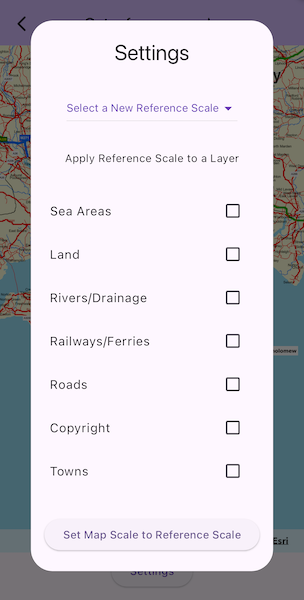 Settings
Select a New Reference Scale
Apply Reference Scale to a Layer
Sea Areas
Land
Rivers/Drainage
Railways/Ferries
Roads
Copyright
Towns
Esri
Set Map Scale to Reference Scale
Settings